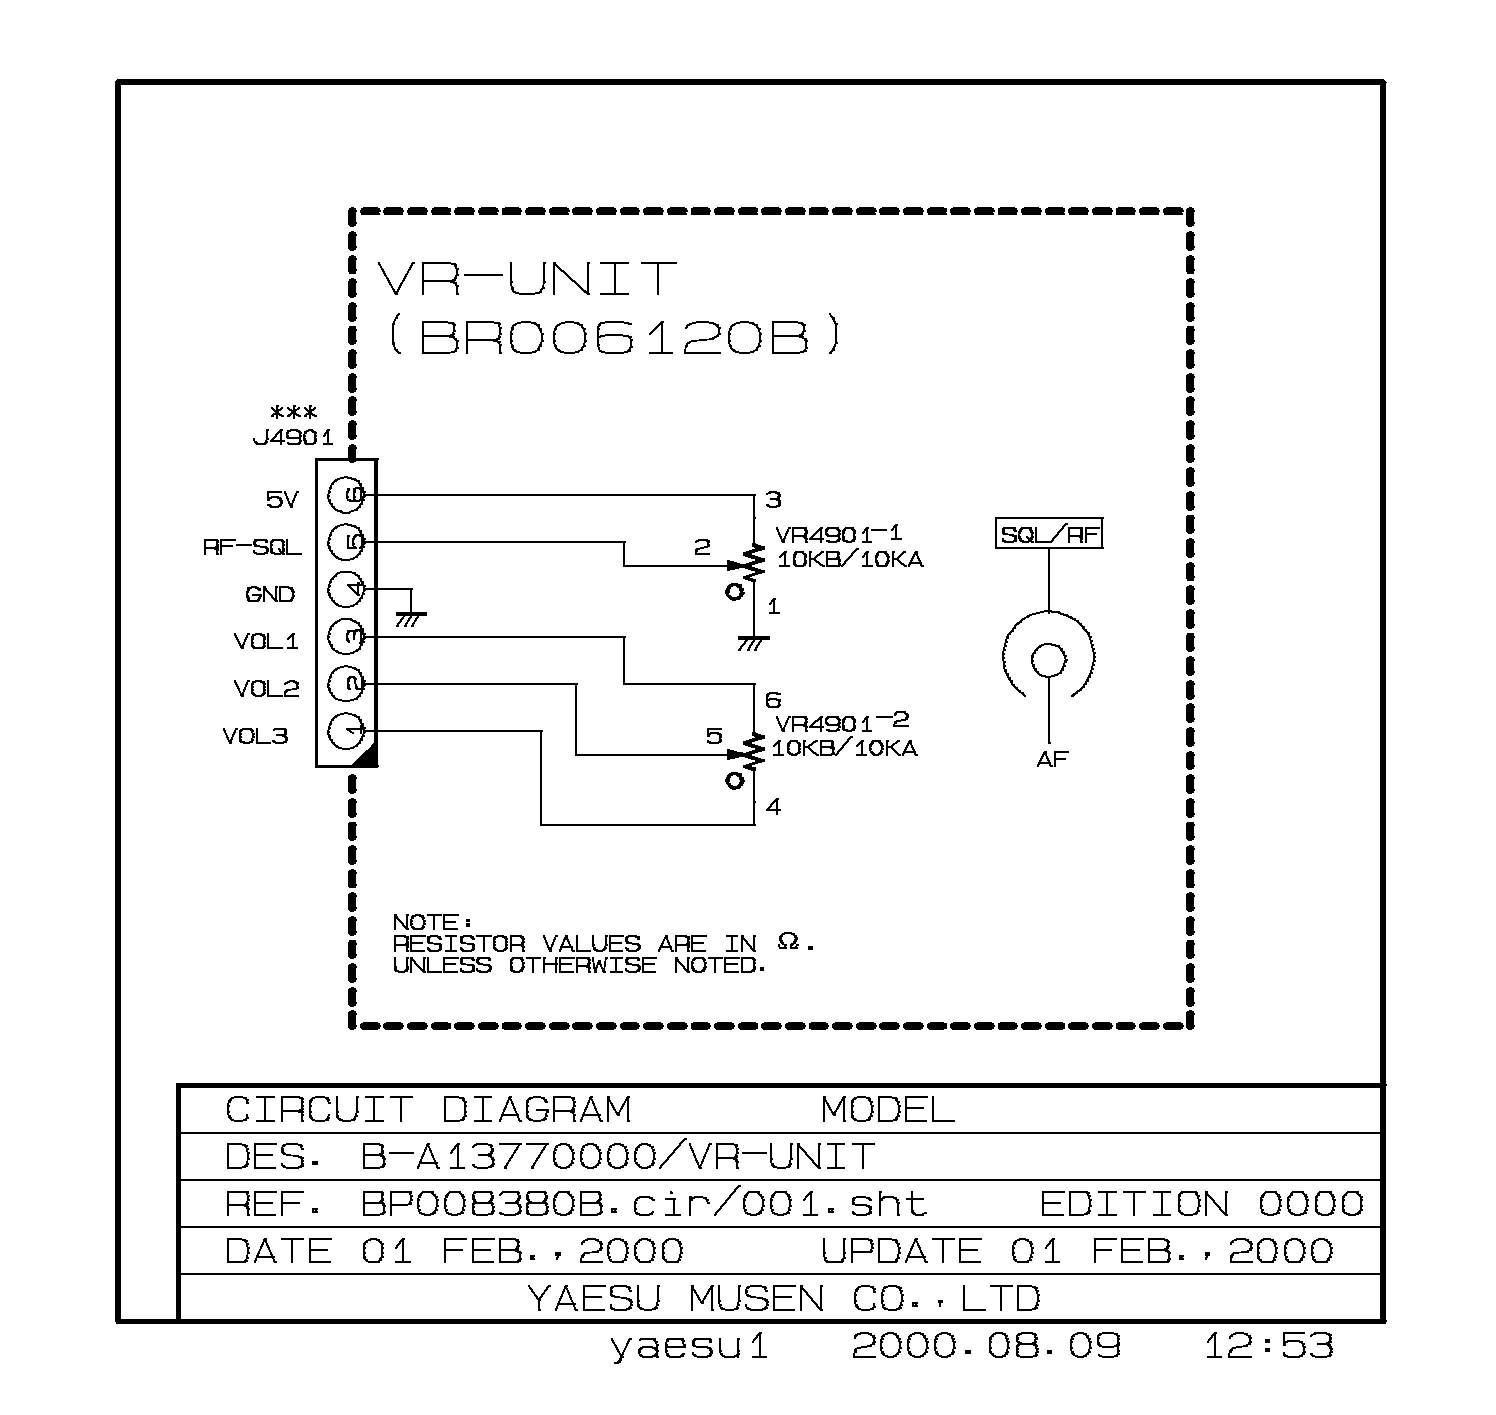 VR-UNIT
(BR006120B)
***
J4901
5V
6
3
RF-SQL
5
2
VR4901-1
10KB/10KA
SQL/RF
GND
4
1
VOL1
3
VOL2
2
6
VR4901-2
10KB/10KA
VOL3
1
5
4
AF
NOTE:
RESISTOR VALUES ARE IN Ω.
UNLESS OTHERWISE NOTED.
CIRCUIT DIAGRAM MODEL
DES. B-A13770000/VR-UNIT
REF. BP008380B.cir/001.sht EDITION 0000
DATE 01 FEB.,2000 UPDATE 01 FEB.,2000
YAESU MUSEN CO.,LTD
yaesu1 2000.08.09 12:53